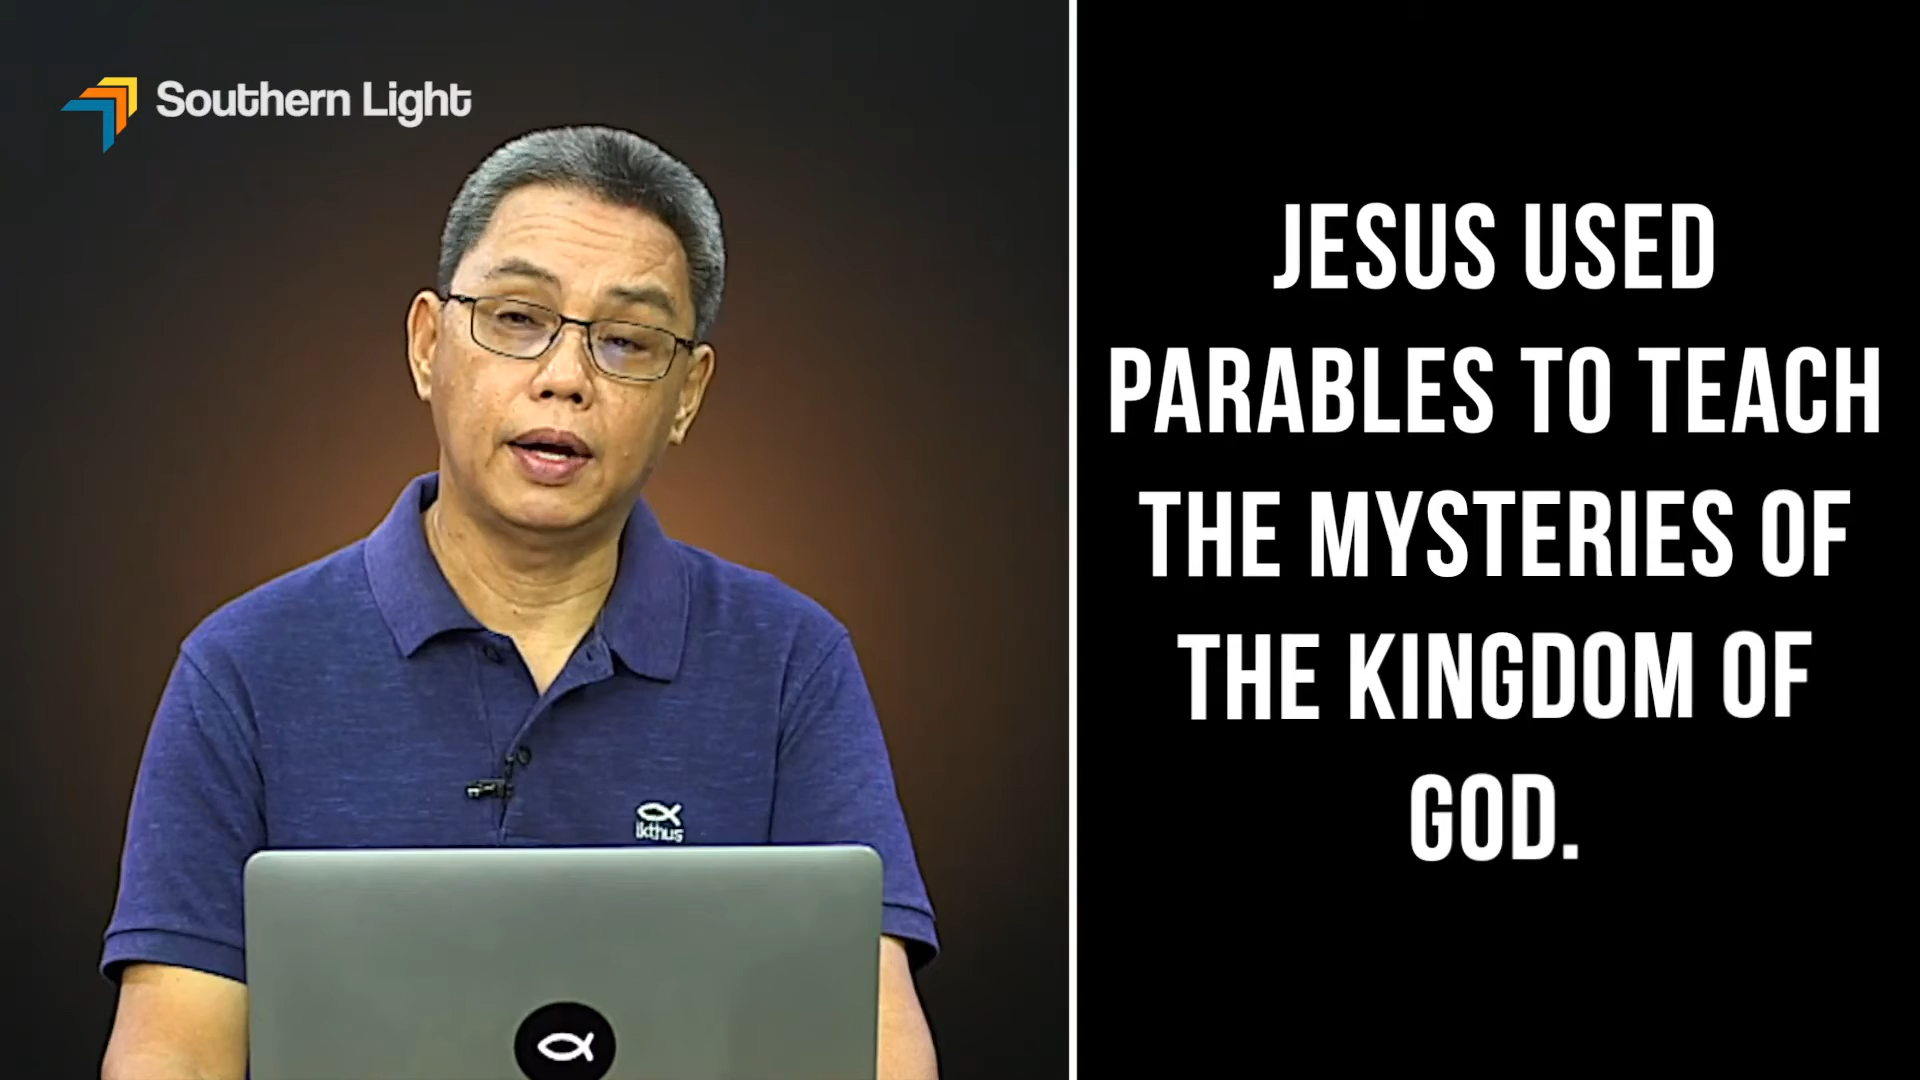 Southern Light
JESUS USED
PARABLES TO TEACH
THE MYSTERIES OF
THE KINGDOM OF
GOD.
ikthus